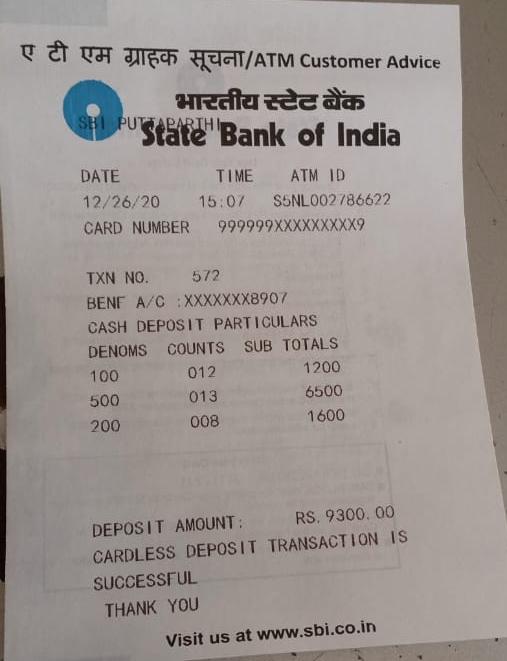 ए टी एम ग्राहक सूचना/ATM Customer Advice
भारतीय स्टेट बैंक
SBI PUTTAPARTHI
State Bank of India
DATE TIME ATM ID
12/26/20 15:07 S5NL002786622
CARD NUMBER 999999XXXXXXXXX9
TXN NO. 572
BENF A/C :XXXXXXX8907
CASH DEPOSIT PARTICULARS
DENOMS COUNTS SUB TOTALS
100 012 1200
500 013 6500
200 008 1600
DEPOSIT AMOUNT: RS. 9300.00
CARDLESS DEPOSIT TRANSACTION IS
SUCCESSFUL
THANK YOU
Visit us at www.sbi.co.in